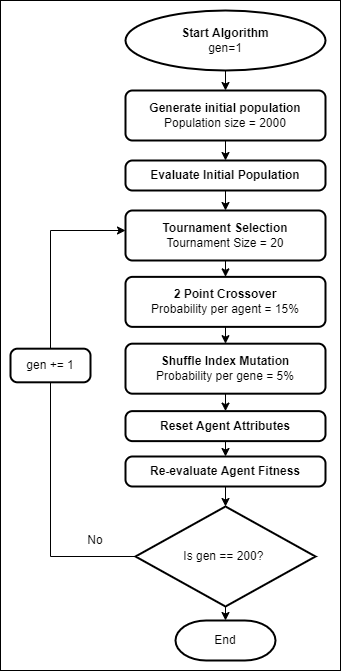 Start Algorithm
gen=1
Generate initial population
Population size = 2000
Evaluate Initial Population
Tournament Selection
Tournament Size = 20
2 Point Crossover
Probability per agent = 15%
Shuffle Index Mutation
Probability per gene = 5%
gen += 1
Reset Agent Attributes
Re-evaluate Agent Fitness
No
Is gen == 200?
End